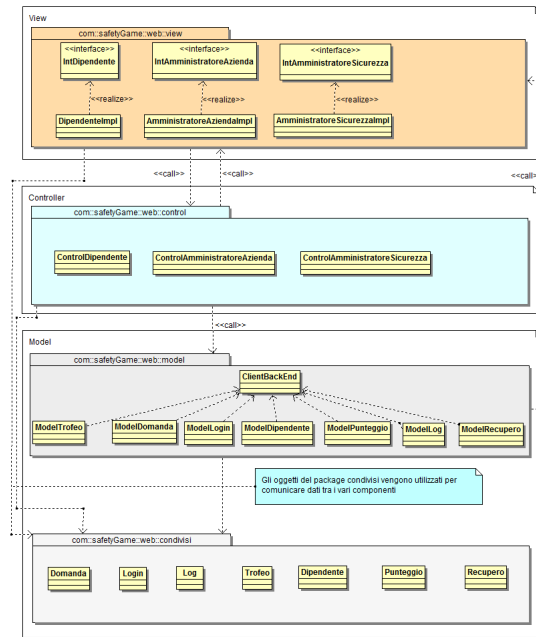 View
com::safetyGame::web::view
<<interface>>
IntDipendente
<<interface>>
IntAmministratoreAzienda
<<interface>>
IntAmministratoreSicurezza
<<realize>>
<<realize>>
<<realize>>
DipendenteImpl
AmministratoreAziendaImpl
AmministratoreSicurezzaImpl
<<call>>
<<call>>
<<call>
Controller
com::safetyGame::web::control
ControlDipendente
ControlAmministratoreAzienda
ControlAmministratoreSicurezza
<<call>>
Model
com::safetyGame::web::model
ClientBackEnd
ModelTrofeo
ModelDomanda
ModelLogin
ModelDipendente
ModelPunteggio
ModelLog
ModelRecupero
Gli oggetti del package condivisi vengono utilizzati per
comunicare dati tra i vari componenti
com::safetyGame::web::condivisi
Domanda
Login
Log
Trofeo
Dipendente
Punteggio
Recupero